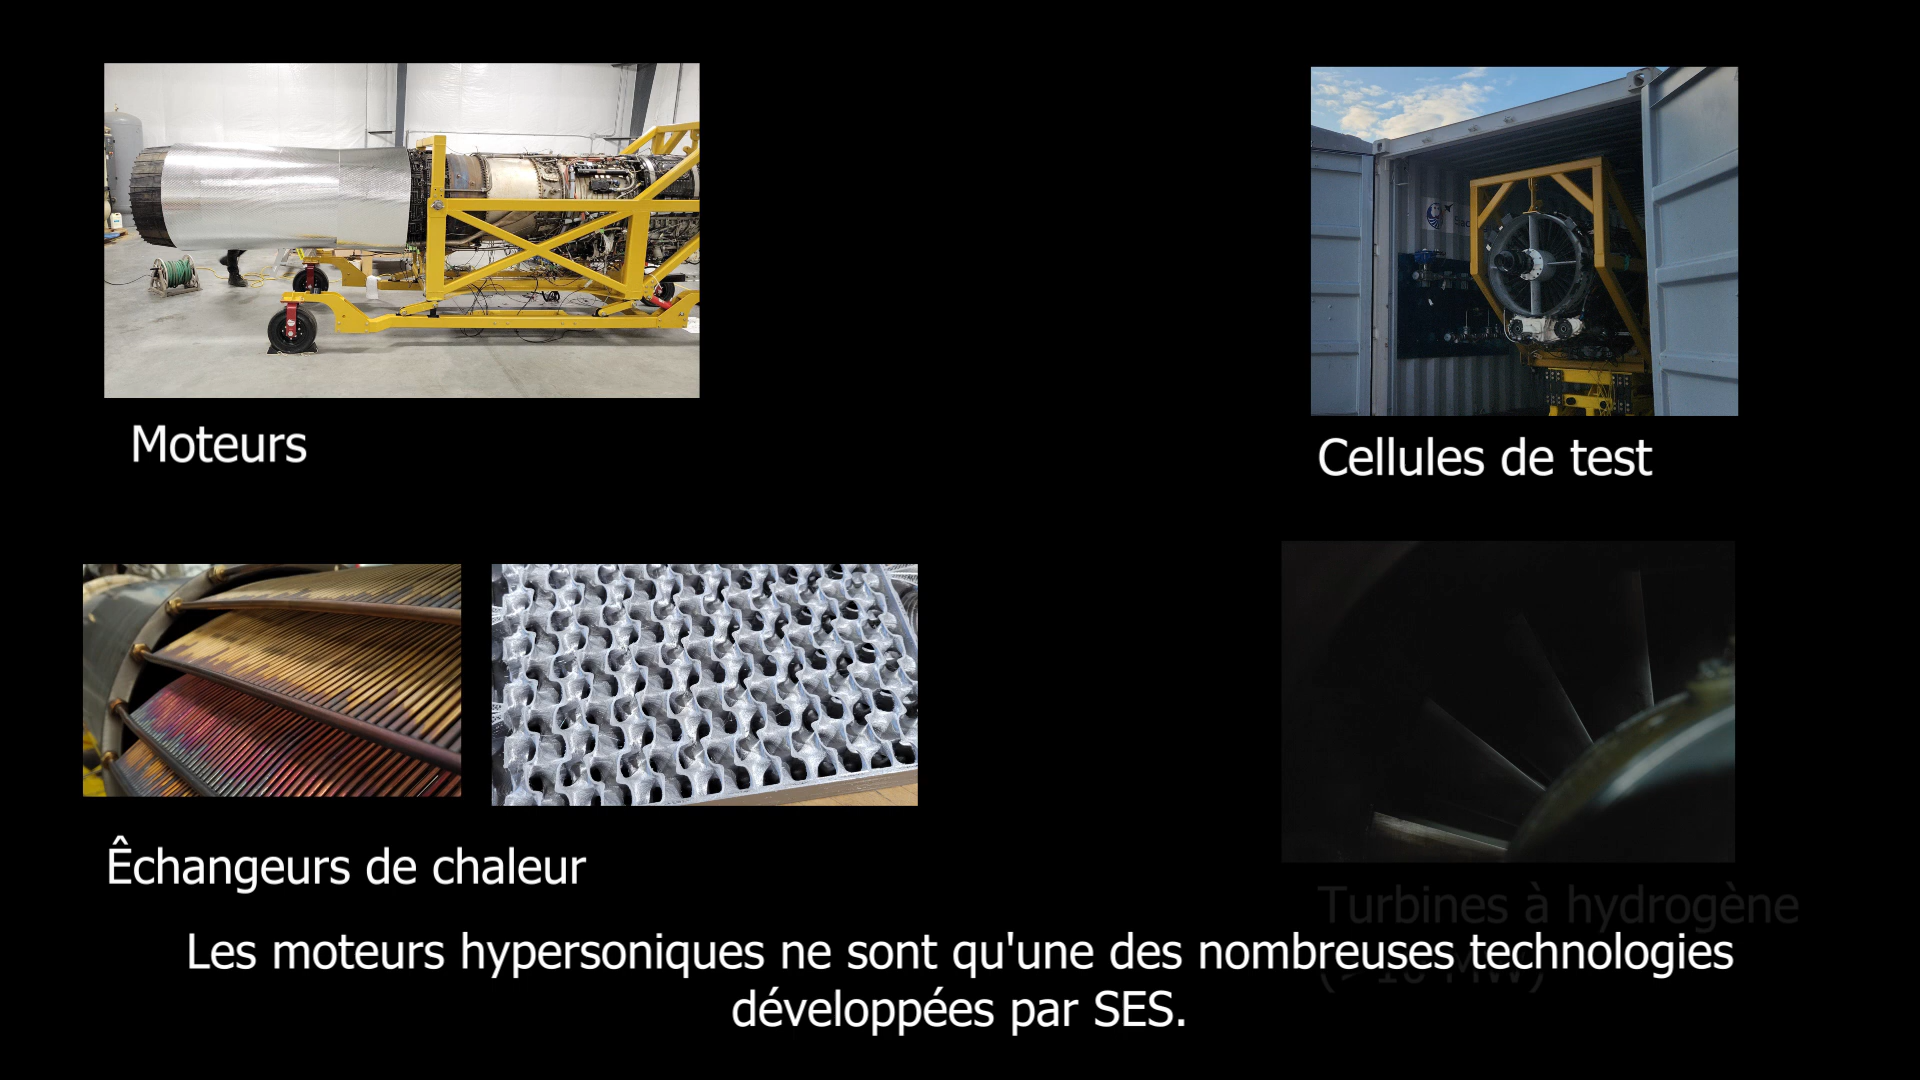 Moteurs
Cellules de test
Êchangeurs de chaleur
Turbines à hydrogène
Les moteurs hypersoniques ne sont qu'une des nombreuses technologies
développées par SES.